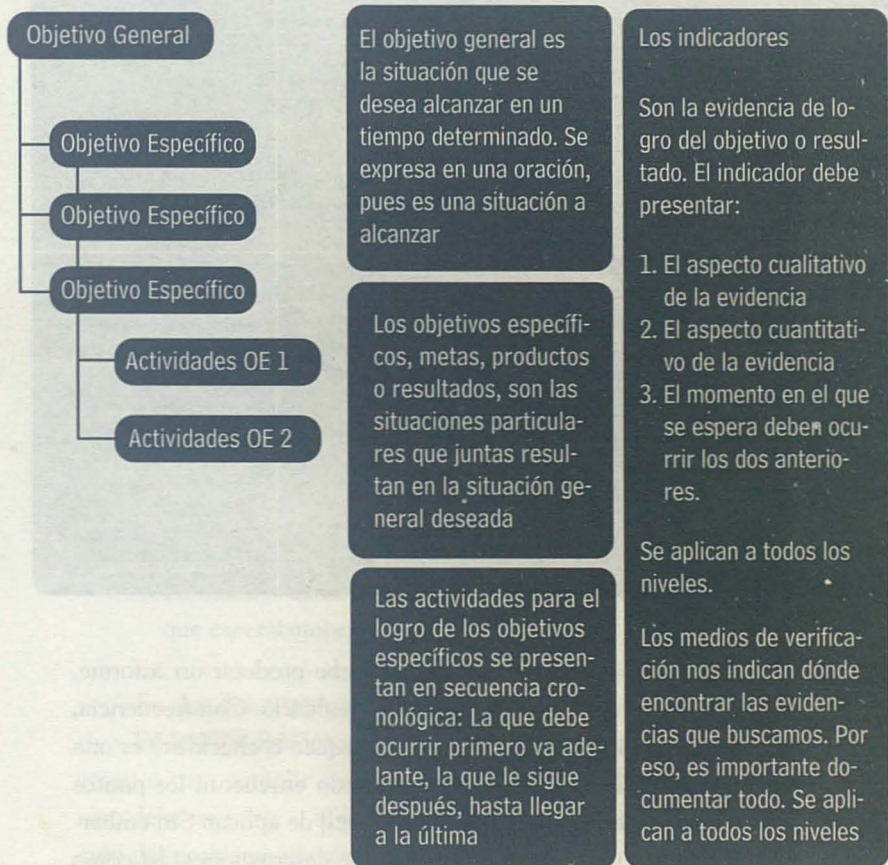 Objetivo General
Objetivo Específico
Objetivo Específico
Objetivo Específico
Actividades OE 1
Actividades OE 2
El objetivo general es
la situación que se
desea alcanzar en un
tiempo determinado. Se
expresa en una oración,
pues es una situación a
alcanzar
Los objetivos específi-
cos, metas, productos
o resultados, son las
situaciones particula-
res que juntas resul-
tan en la situación ge-
neral deseada
Las actividades para el
logro de los objetivos
específicos se presen-
tan en secuencia cro-
nológica: La que debe
ocurrir primero va ade-
lante, la que le sigue
después, hasta llegar
a la última
Los indicadores
Son la evidencia de lo-
gro del objetivo o resul-
tado. El indicador debe
presentar:
1. El aspecto cualitativo
de la evidencia
2. El aspecto cuantitati-
vo de la evidencia
3. El momento en el que
se espera deben ocu-
rrir los dos anterio-
res.
Se aplican a todos los
niveles.
Los medios de verifica-
ción nos indican dónde
encontrar las eviden-
cias que buscamos. Por
eso, es importante do-
cumentar todo. Se apli-
can a todos los niveles